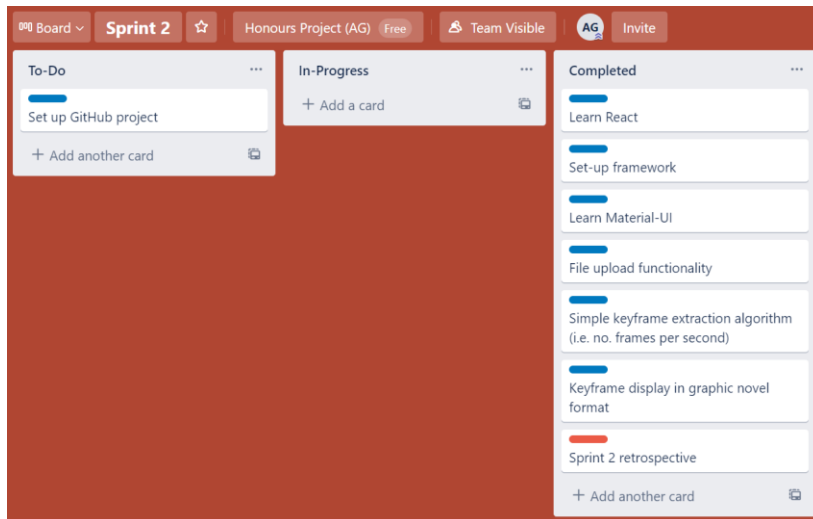 Board
Sprint 2
Honours Project (AG) Free
Team Visible
AG
Invite
To-Do
Set up GitHub project
+ Add another card
In-Progress
+ Add a card
Completed
Learn React
Set-up framework
Learn Material-UI
File upload functionality
Simple keyframe extraction algorithm
(i.e. no. frames per second)
Keyframe display in graphic novel
format
Sprint 2 retrospective
+ Add another card